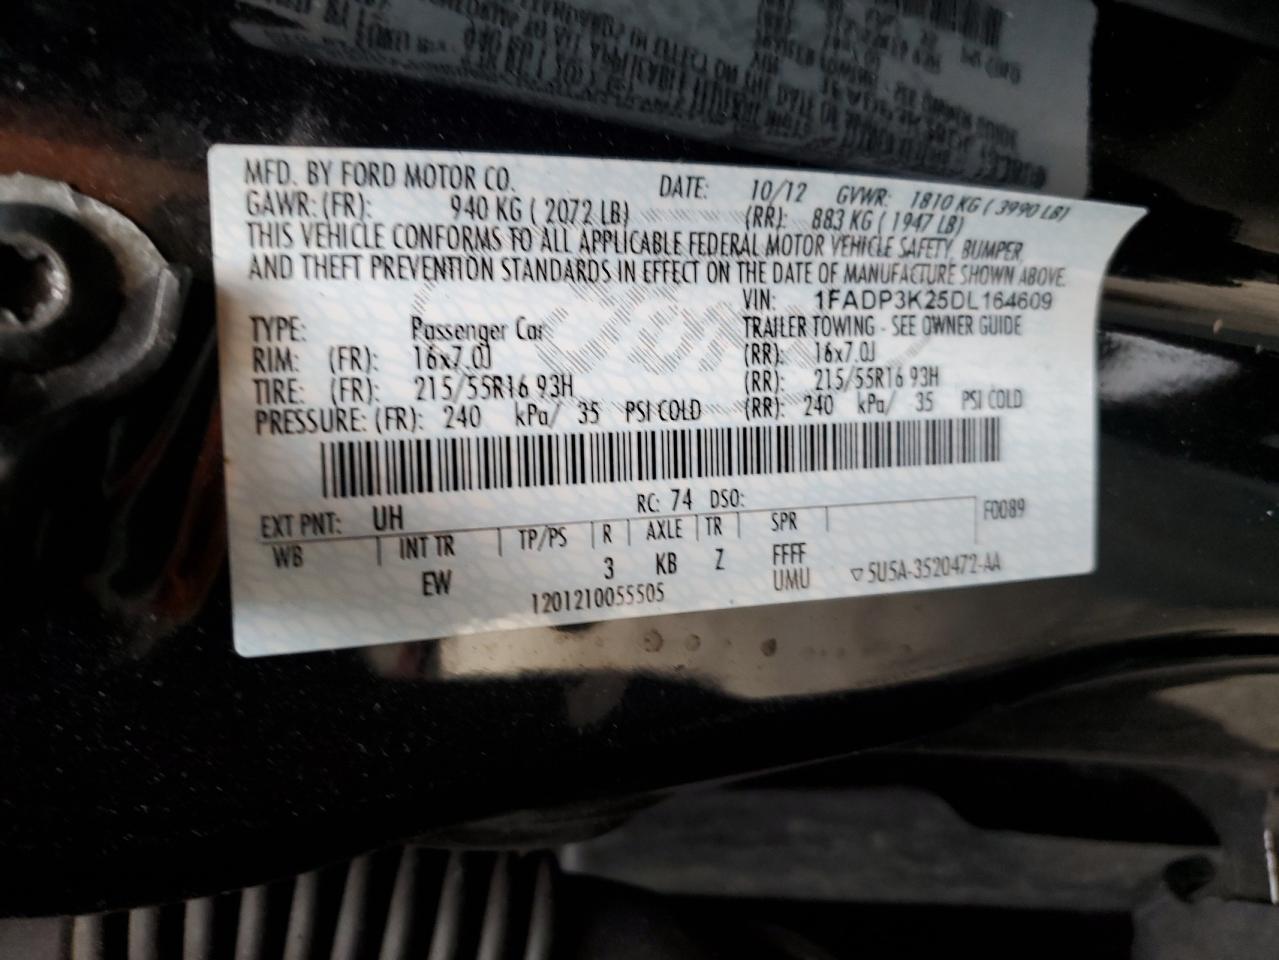 MFD. BY FORD MOTOR CO. DATE: 10/12 GVWR: 1810 KG ( 3990 LB)
GAWR: (FR): 940 KG ( 2072 LB) (RR): 883 KG ( 1947 LB)
THIS VEHICLE CONFORMS TO ALL APPLICABLE FEDERAL MOTOR VEHICLE SAFETY, BUMPER,
AND THEFT PREVENTION STANDARDS IN EFFECT ON THE DATE OF MANUFACTURE SHOWN ABOVE.
VIN: 1FADP3K25DL164609
TYPE: Passenger Car TRAILER TOWING - SEE OWNER GUIDE
RIM: (FR): 16x7.0J (RR): 16x7.0J
TIRE: (FR): 215/55R16 93H (RR): 215/55R16 93H
PRESSURE: (FR): 240 kPa/ 35 PSI COLD (RR): 240 kPa/ 35 PSI COLD
RC: 74 DSO:
EXT PNT: UH F0089
WB INT TR TP/PS R AXLE TR SPR
EW 3 KB Z FFFF
1201210055505 UMU ▽5U5A-3520472-AA